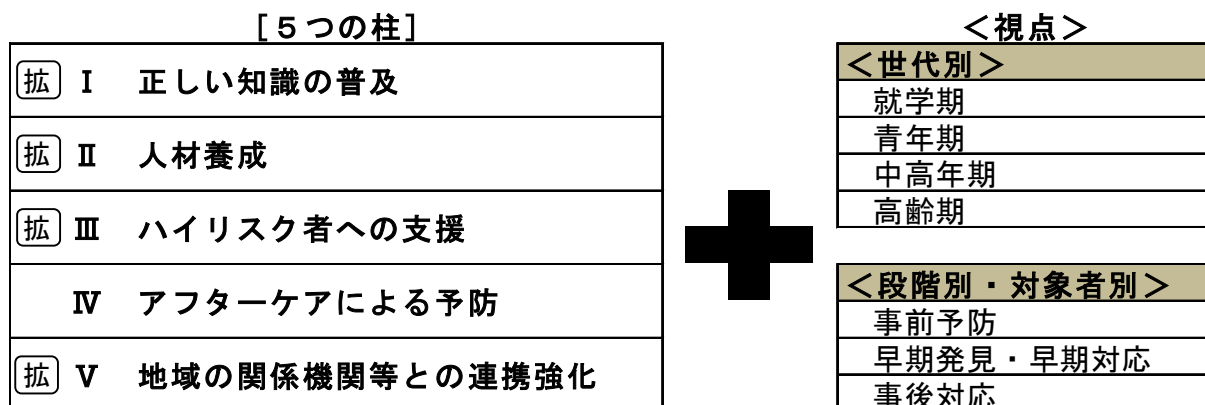 [５つの柱]
拡 Ⅰ 正しい知識の普及
拡 Ⅱ 人材養成
拡 Ⅲ ハイリスク者への支援
Ⅳ アフターケアによる予防
拡 Ⅴ 地域の関係機関等との連携強化
＜視点＞
＜世代別＞
就学期
青年期
中高年期
高齢期
＜段階別・対象者別＞
事前予防
早期発見・早期対応
事後対応